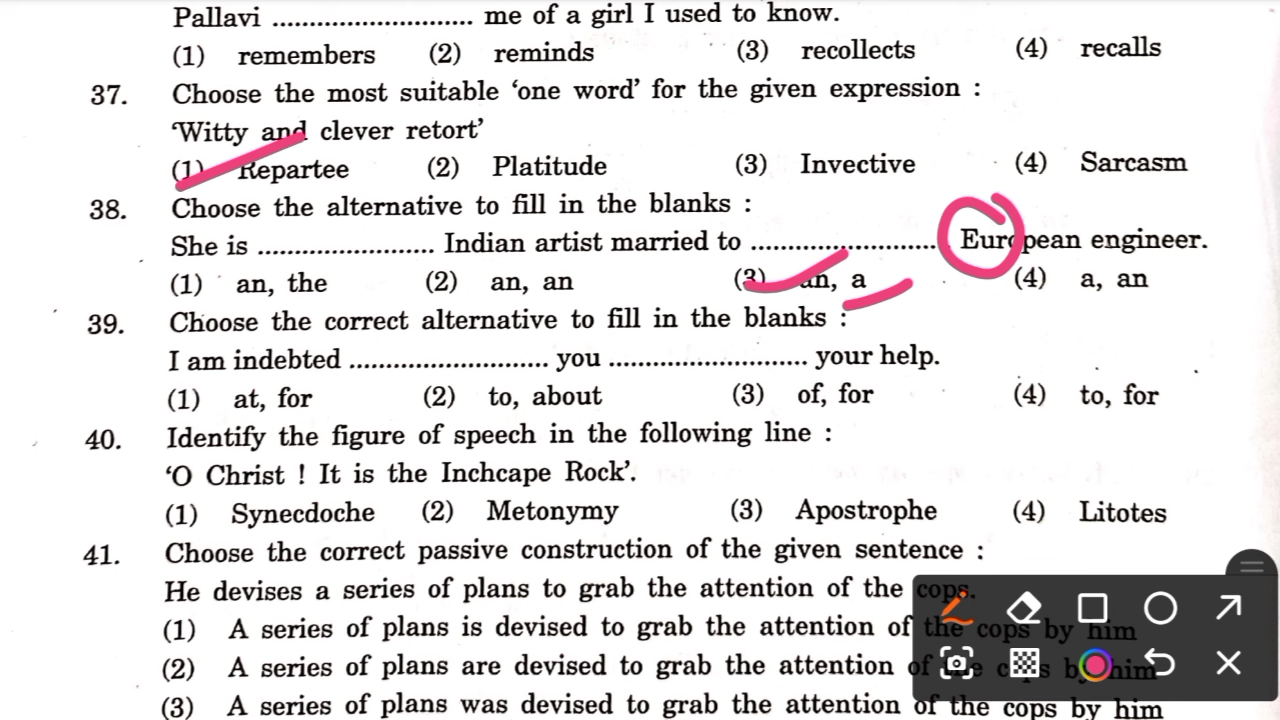 Pallavi ............................ me of a girl I used to know.
(1) remembers (2) reminds (3) recollects (4) recalls
37. Choose the most suitable ‘one word’ for the given expression :
‘Witty and clever retort’
(1) Repartee (2) Platitude (3) Invective (4) Sarcasm
38. Choose the alternative to fill in the blanks :
She is ......................... Indian artist married to .......................... European engineer.
(1) an, the (2) an, an (3) an, a (4) a, an
39. Choose the correct alternative to fill in the blanks :
I am indebted ............................ you ............................ your help.
(1) at, for (2) to, about (3) of, for (4) to, for
40. Identify the figure of speech in the following line :
‘O Christ ! It is the Inchcape Rock’.
(1) Synecdoche (2) Metonymy (3) Apostrophe (4) Litotes
41. Choose the correct passive construction of the given sentence :
He devises a series of plans to grab the attention of the cops.
(1) A series of plans is devised to grab the attention of the cops by him
(2) A series of plans are devised to grab the attention of the cops by him
(3) A series of plans was devised to grab the attention of the cops by him